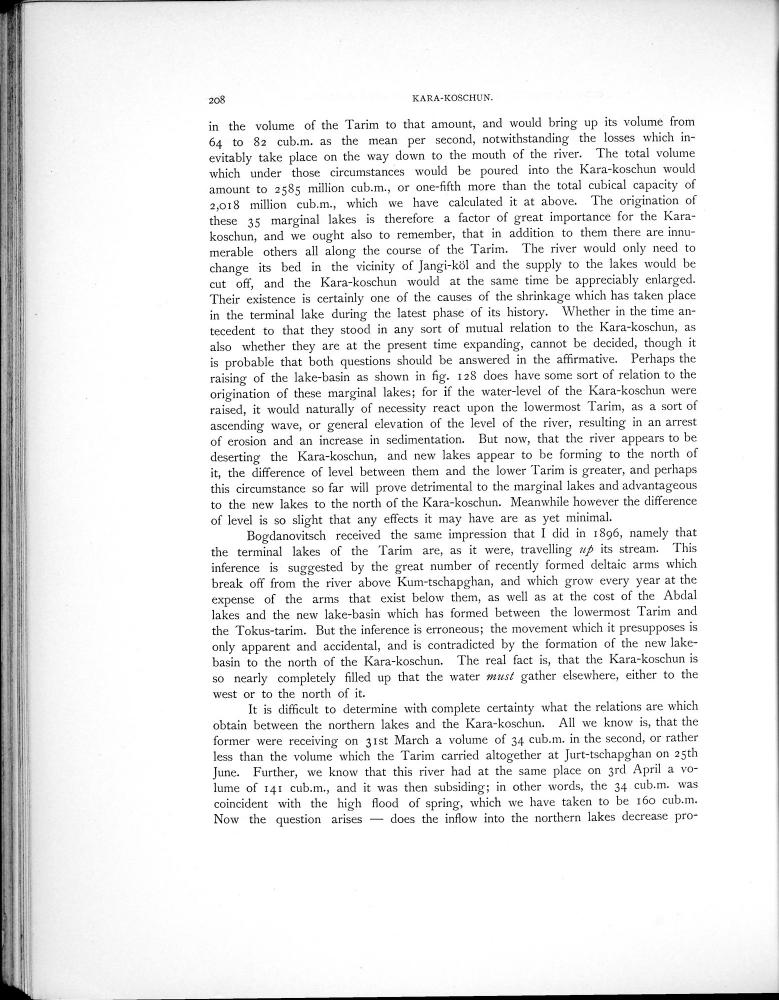 208
KARA-KOSCHUN.
in the volume of the Tarim to that amount, and would bring up its volume from
64 to 82 cub.m. as the mean per second, notwithstanding the losses which in-
evitably take place on the way down to the mouth of the river. The total volume
which under those circumstances would be poured into the Kara-koschun would
amount to 2585 million cub.m., or one-fifth more than the total cubical capacity of
2,018 million cub.m., which we have calculated it at above. The origination of
these 35 marginal lakes is therefore a factor of great importance for the Kara-
koschun, and we ought also to remember, that in addition to them there are innu-
merable others all along the course of the Tarim. The river would only need to
change its bed in the vicinity of Jangi-köl and the supply to the lakes would be
cut off, and the Kara-koschun would at the same time be appreciably enlarged.
Their existence is certainly one of the causes of the shrinkage which has taken place
in the terminal lake during the latest phase of its history. Whether in the time an-
tecedent to that they stood in any sort of mutual relation to the Kara-koschun, as
also whether they are at the present time expanding, cannot be decided, though it
is probable that both questions should be answered in the affirmative. Perhaps the
raising of the lake-basin as shown in fig. 128 does have some sort of relation to the
origination of these marginal lakes; for if the water-level of the Kara-koschun were
raised, it would naturally of necessity react upon the lowermost Tarim, as a sort of
ascending wave, or general elevation of the level of the river, resulting in an arrest
of erosion and an increase in sedimentation. But now, that the river appears to be
deserting the Kara-koschun, and new lakes appear to be forming to the north of
it, the difference of level between them and the lower Tarim is greater, and perhaps
this circumstance so far will prove detrimental to the marginal lakes and advantageous
to the new lakes to the north of the Kara-koschun. Meanwhile however the difference
of level is so slight that any effects it may have are as yet minimal.
Bogdanovitsch received the same impression that I did in 1896, namely that
the terminal lakes of the Tarim are, as it were, travelling up its stream. This
inference is suggested by the great number of recently formed deltaic arms which
break off from the river above Kum-tschapghan, and which grow every year at the
expense of the arms that exist below them, as well as at the cost of the Abdal
lakes and the new lake-basin which has formed between the lowermost Tarim and
the Tokus-tarim. But the inference is erroneous; the movement which it presupposes is
only apparent and accidental, and is contradicted by the formation of the new lake-
basin to the north of the Kara-koschun. The real fact is, that the Kara-koschun is
so nearly completely filled up that the water must gather elsewhere, either to the
west or to the north of it.
It is difficult to determine with complete certainty what the relations are which
obtain between the northern lakes and the Kara-koschun. All we know is, that the
former were receiving on 31st March a volume of 34 cub.m. in the second, or rather
less than the volume which the Tarim carried altogether at Jurt-tschapghan on 25th
June. Further, we know that this river had at the same place on 3rd April a vo-
lume of 141 cub.m., and it was then subsiding; in other words, the 34 cub.m. was
coincident with the high flood of spring, which we have taken to be 160 cub.m.
Now the question arises — does the inflow into the northern lakes decrease pro-